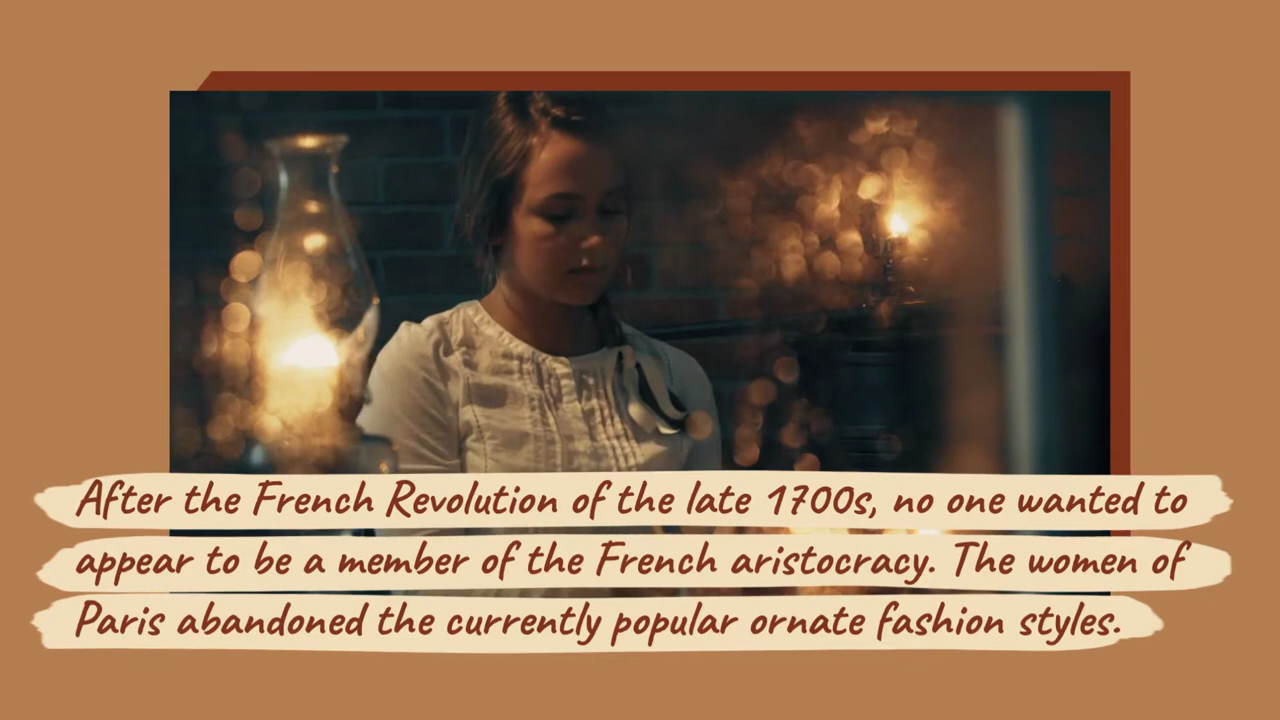 After the French Revolution of the late 1700s, no one wanted to
appear to be a member of the French aristocracy. The women of
Paris abandoned the currently popular ornate fashion styles.